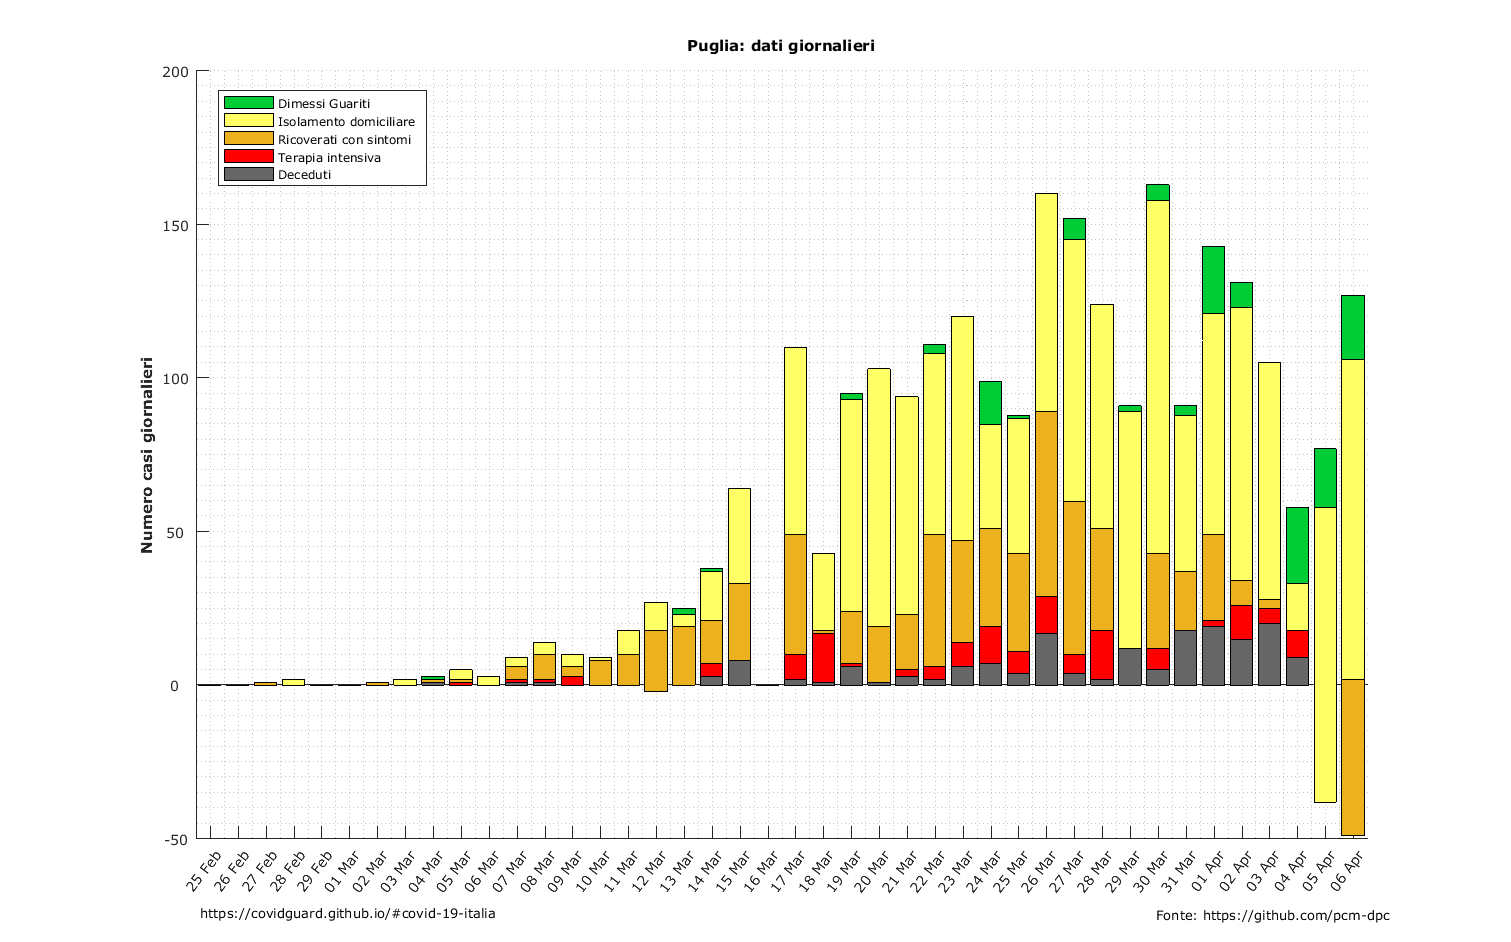 Puglia: dati giornalieri
200
150
100
50
0
-50
Numero casi giornalieri
Dimessi Guariti
Isolamento domiciliare
Ricoverati con sintomi
Terapia intensiva
Deceduti
25 Feb
26 Feb
27 Feb
28 Feb
29 Feb
01 Mar
02 Mar
03 Mar
04 Mar
05 Mar
06 Mar
07 Mar
08 Mar
09 Mar
10 Mar
11 Mar
12 Mar
13 Mar
14 Mar
15 Mar
16 Mar
17 Mar
18 Mar
19 Mar
20 Mar
21 Mar
22 Mar
23 Mar
24 Mar
25 Mar
26 Mar
27 Mar
28 Mar
29 Mar
30 Mar
31 Mar
01 Apr
02 Apr
03 Apr
04 Apr
05 Apr
06 Apr
https://covidguard.github.io/#covid-19-italia
Fonte: https://github.com/pcm-dpc